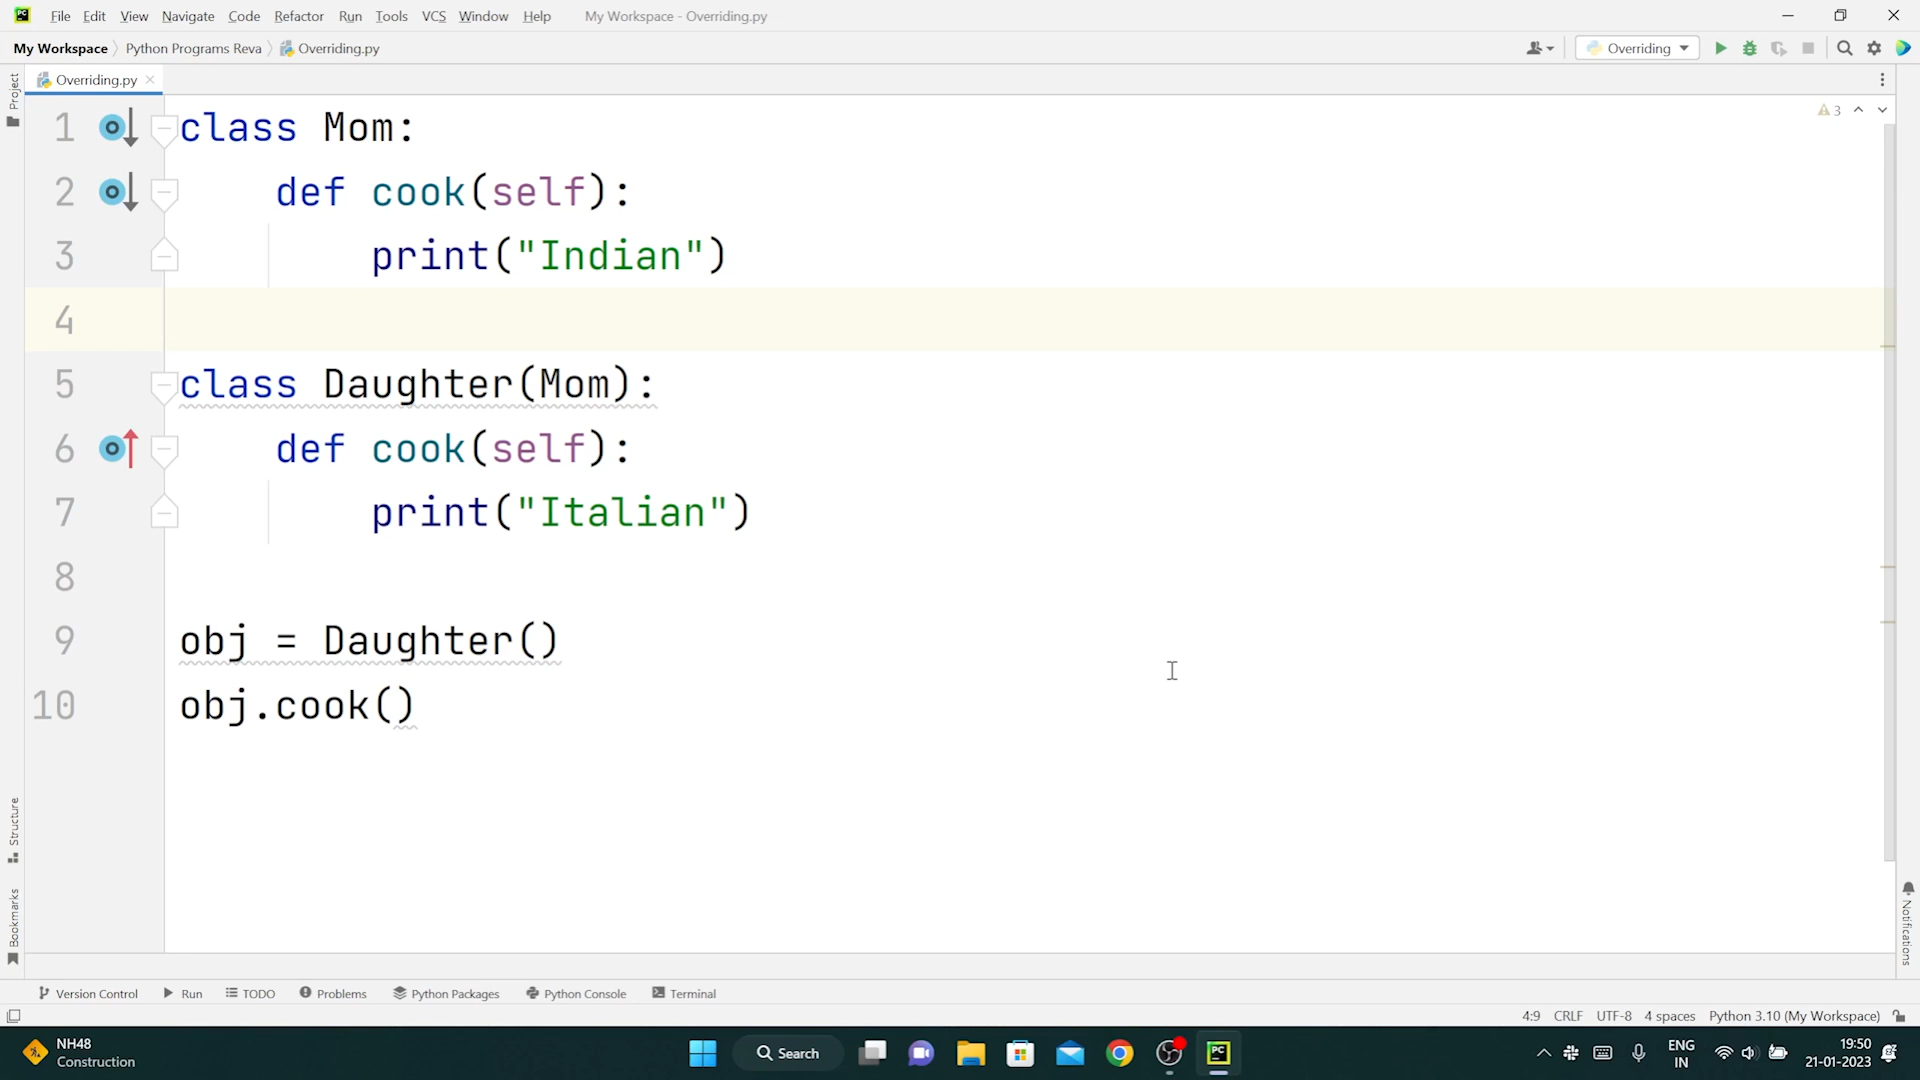 PC File Edit View Navigate Code Refactor Run Tools VCS Window Help My Workspace - Overriding.py
My Workspace Python Programs Reva Overriding.py Overriding
Project
Overriding.py
3
1 class Mom:
2 def cook(self):
3 print("Indian")
4
5 class Daughter(Mom):
6 def cook(self):
7 print("Italian")
8
9 obj = Daughter()
10 obj.cook()
Structure
Bookmarks
Notifications
Version Control Run TODO Problems Python Packages Python Console Terminal
4:9 CRLF UTF-8 4 spaces Python 3.10 (My Workspace)
NH48
Construction
Search
PC
ENG
IN
19:50
21-01-2023